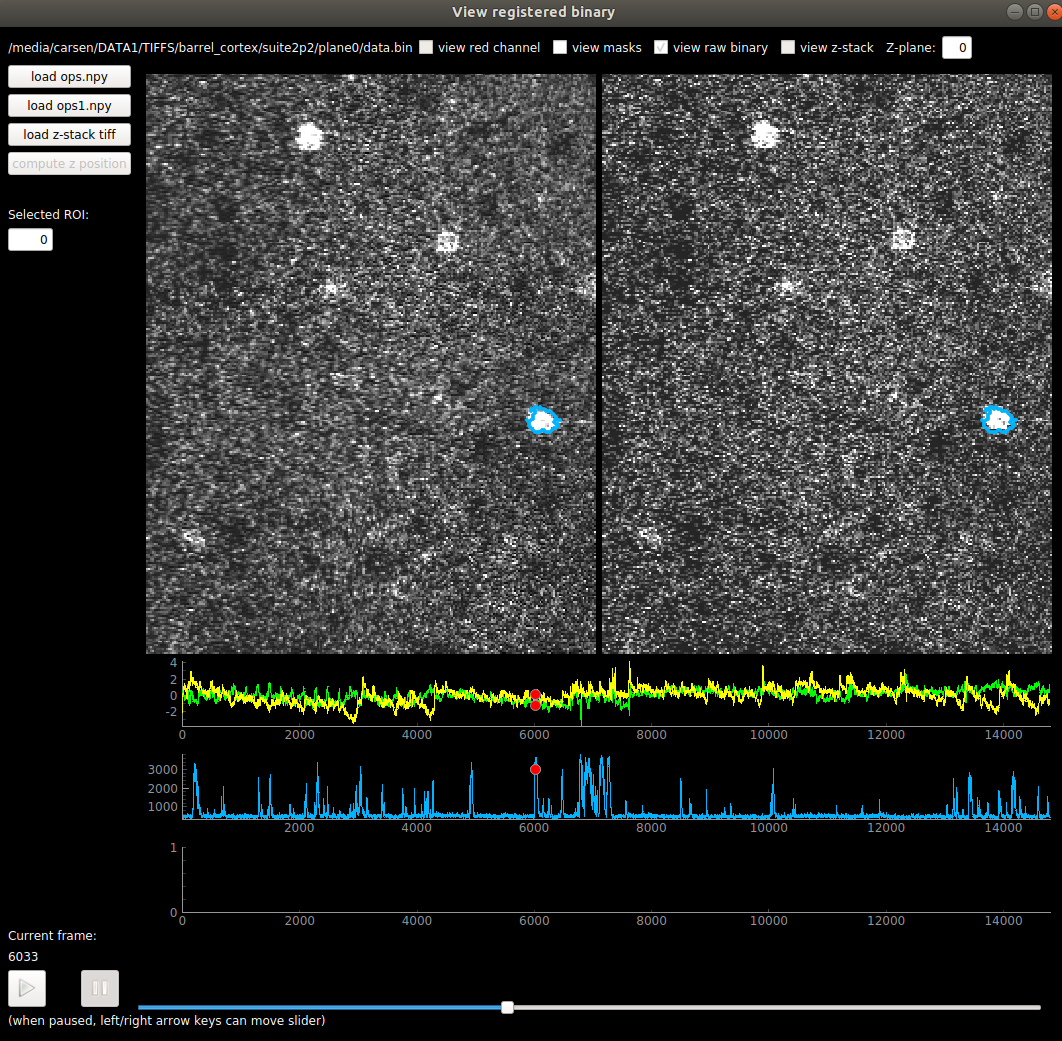 View registered binary
/media/carsen/DATA1/TIFFS/barrel_cortex/suite2p2/plane0/data.bin view red channel view masks view raw binary view z-stack Z-plane: 0
load ops.npy
load ops1.npy
load z-stack tiff
compute z position
Selected ROI:
0
4
2
0
-2
0 2000 4000 6000 8000 10000 12000 14000
3000
2000
1000
2000 4000 6000 8000 10000 12000 14000
1
0
0 2000 4000 6000 8000 10000 12000 14000
Current frame:
6033
(when paused, left/right arrow keys can move slider)